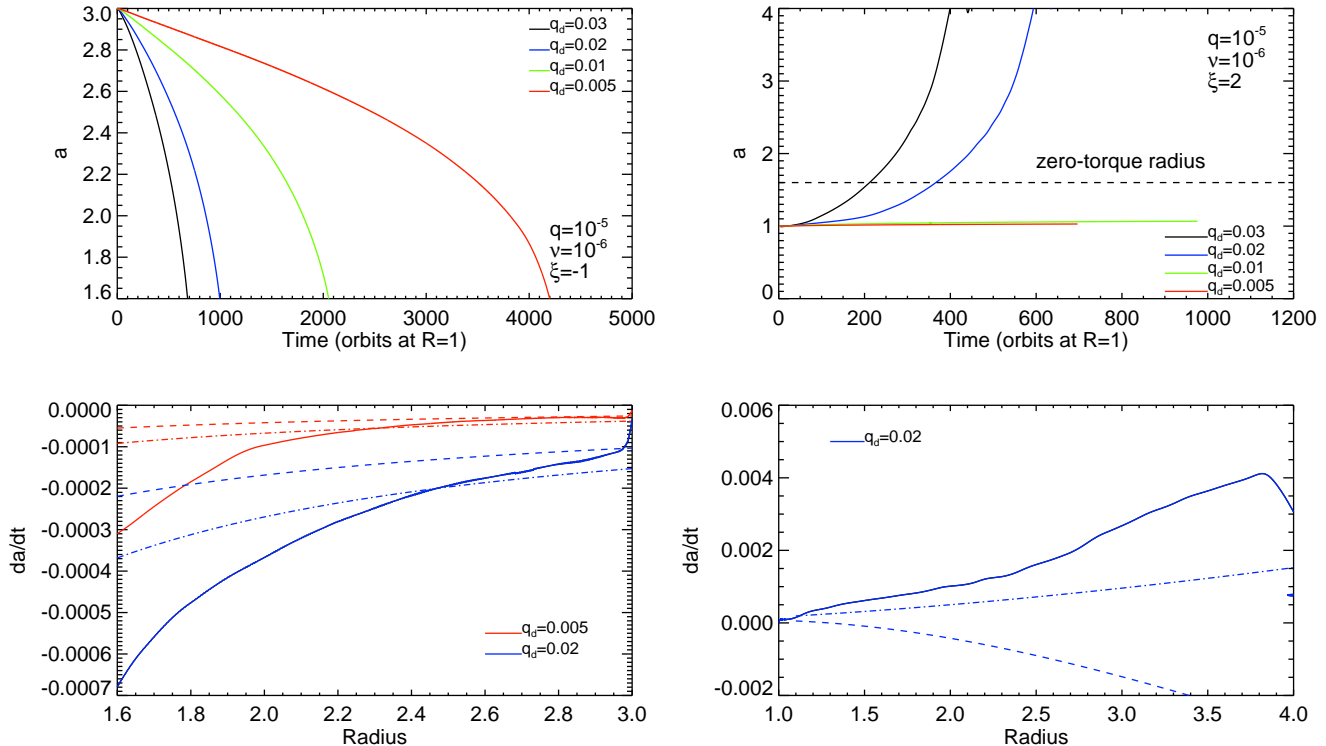 q_d=0.03
q_d=0.02
q_d=0.01
q_d=0.005
3.0
2.8
2.6
2.4
2.2
2.0
1.8
1.6
a
q=10^-5
ν=10^-6
ξ=-1
0 1000 2000 3000 4000 5000
Time (orbits at R=1)
4
3
2
1
0
a
q=10^-5
ν=10^-6
ξ=2
zero-torque radius
q_d=0.03
q_d=0.02
q_d=0.01
q_d=0.005
0 200 400 600 800 1000 1200
Time (orbits at R=1)
0.0000
-0.0001
-0.0002
-0.0003
-0.0004
-0.0005
-0.0006
-0.0007
da/dt
q_d=0.005
q_d=0.02
1.6 1.8 2.0 2.2 2.4 2.6 2.8 3.0
Radius
0.006
0.004
0.002
0.000
-0.002
da/dt
q_d=0.02
1.0 1.5 2.0 2.5 3.0 3.5 4.0
Radius